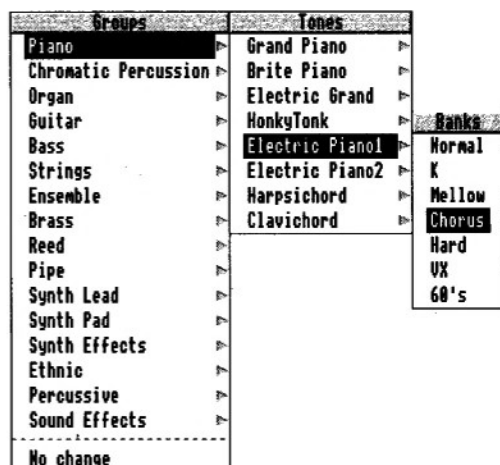 Groups
Piano
Chromatic Percussion
Organ
Guitar
Bass
Strings
Ensemble
Brass
Reed
Pipe
Synth Lead
Synth Pad
Synth Effects
Ethnic
Percussive
Sound Effects
No change
Tones
Grand Piano
Brite Piano
Electric Grand
HonkyTonk
Electric Piano1
Electric Piano2
Harpsichord
Clavichord
Banks
Normal
K
Mellow
Chorus
Hard
VX
60's